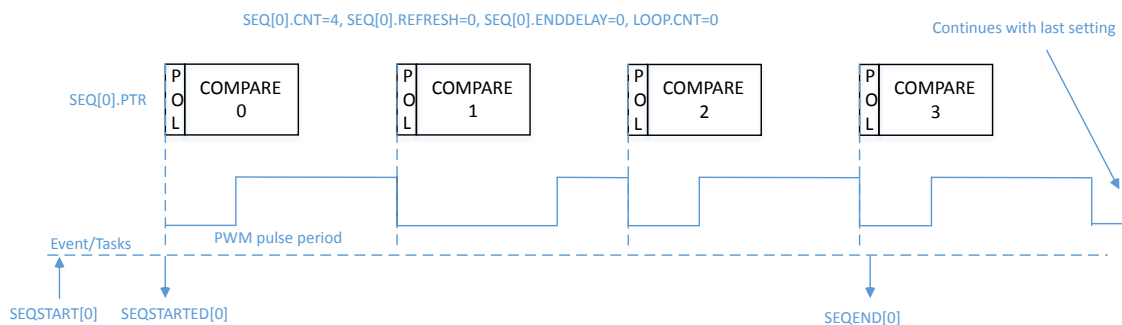 SEQ[0].CNT=4, SEQ[0].REFRESH=0, SEQ[0].ENDDELAY=0, LOOP.CNT=0
Continues with last setting
SEQ[0].PTR
P
O
L
COMPARE
0
P
O
L
COMPARE
1
P
O
L
COMPARE
2
P
O
L
COMPARE
3
Event/Tasks
PWM pulse period
SEQSTART[0]
SEQSTARTED[0]
SEQEND[0]